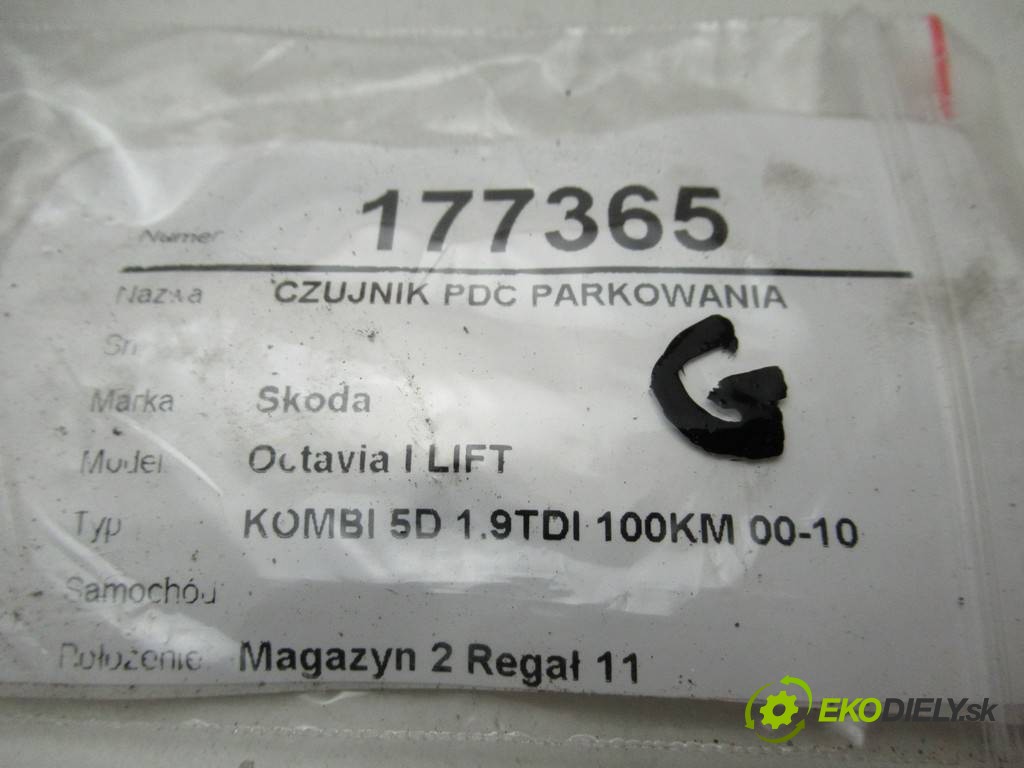 Numer 177365
Nazwa CZUJNIK PDC PARKOWANIA
Sn
Marka Skoda
G
Model Octavia I LIFT
Typ KOMBI 5D 1.9TDI 100KM 00-10
Samochód
Położenie Magazyn 2 Regał 11
EKODIELY.sk